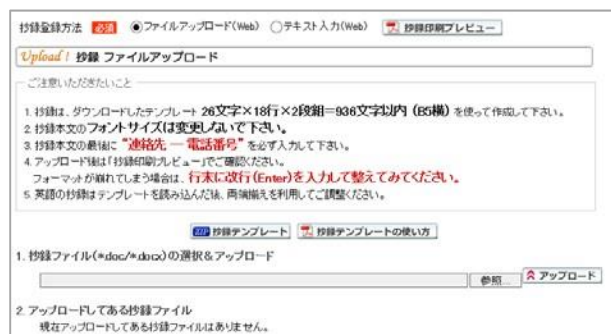 抄録登録方法 必須 ●ファイルアップロード(Web) ○テキスト入力(Web) 抄録印刷プレビュー
Upload! 抄録 ファイルアップロード
ご注意いただきたいこと
1. 抄録は、ダウンロードしたテンプレート 26文字×18行×2段組=936文字以内 (B5横) を使って作成して下さい。
2. 抄録本文のフォントサイズは変更しないで下さい。
3. 抄録本文の最後に “連絡先 ― 電話番号” を必ず入力して下さい。
4. アップロード後は「抄録印刷プレビュー」でご確認ください。
フォーマットが崩れてしまう場合は、行末に改行(Enter)を入力して整えてみてください。
5. 英語の抄録はテンプレートを読み込んだ後、両端揃えを利用してご調整ください。
ZIP 抄録テンプレート 抄録テンプレートの使い方
1. 抄録ファイル(*.doc/*.docx)の選択&アップロード
参照... アップロード
2. アップロードしてある抄録ファイル
現在アップロードしてある抄録ファイルはありません。